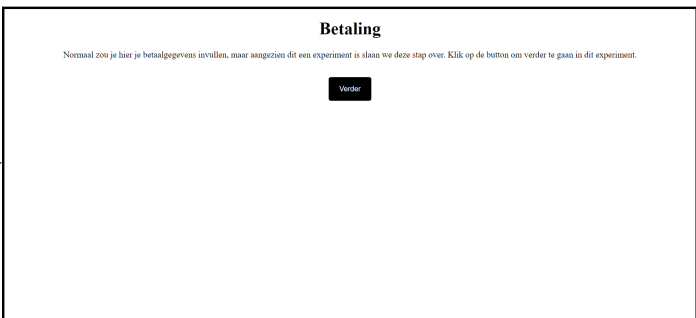 Betaling
Normaal zou je hier je betaalgegevens invullen, maar aangezien dit een experiment is slaan we deze stap over. Klik op de button om verder te gaan in dit experiment.
Verder